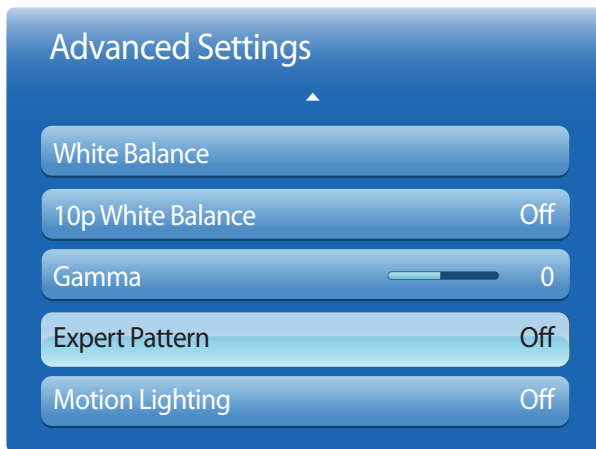 Advanced Settings
White Balance
10p White Balance Off
Gamma 0
Expert Pattern Off
Motion Lighting Off